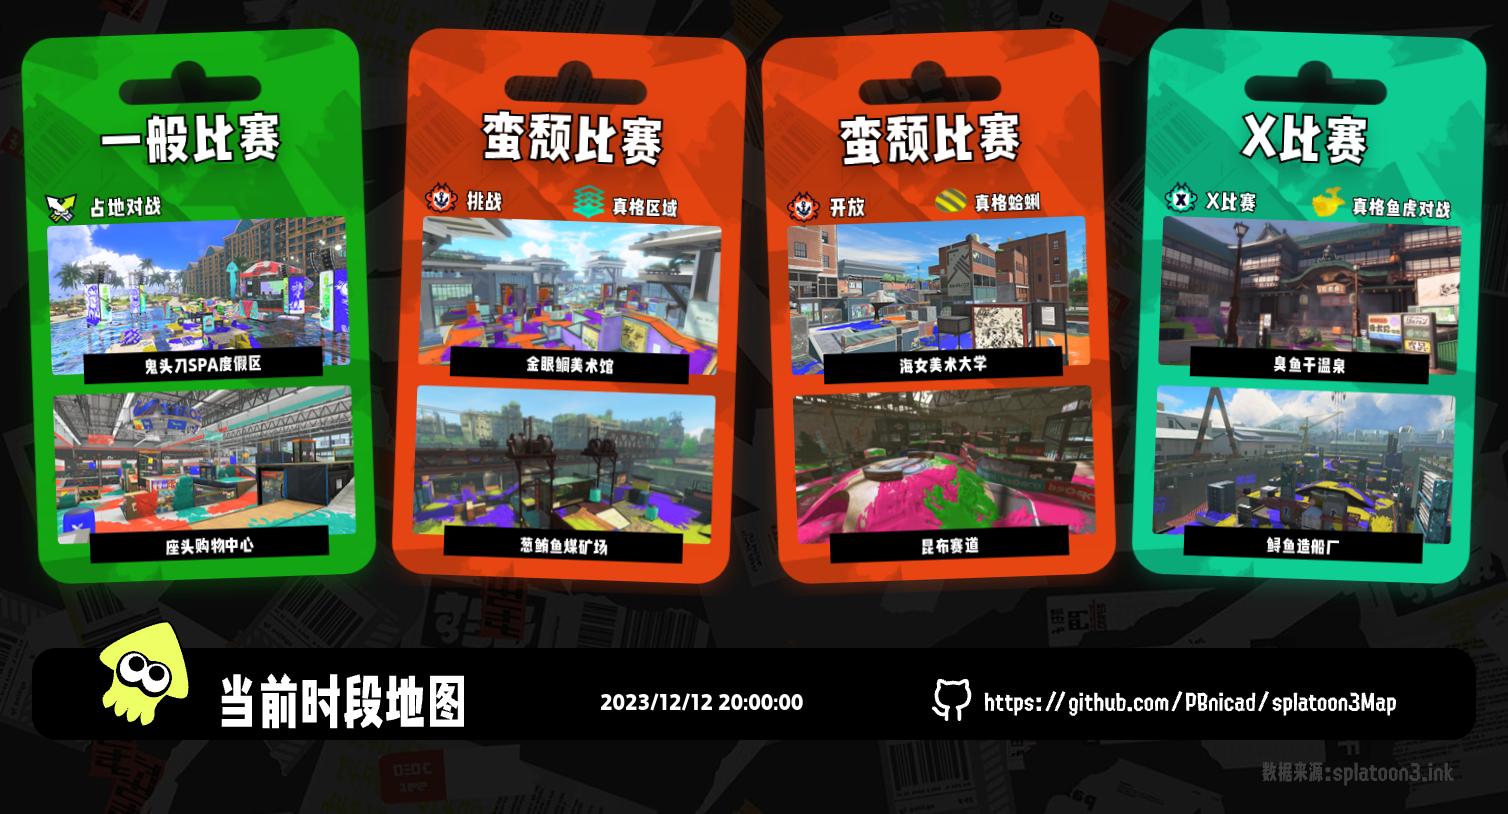 一般比赛
占地对战
鬼头刀SPA度假区
座头购物中心
蛮颓比赛
挑战
真格区域
金眼鲷美术馆
葱鲔鱼煤矿场
蛮颓比赛
开放
真格蛤蜊
海女美术大学
昆布赛道
X比赛
X比赛
真格鱼虎对战
臭鱼干温泉
鲟鱼造船厂
当前时段地图
2023/12/12 20:00:00
https://github.com/PBnicad/splatoon3Map
数据来源:splatoon3.ink